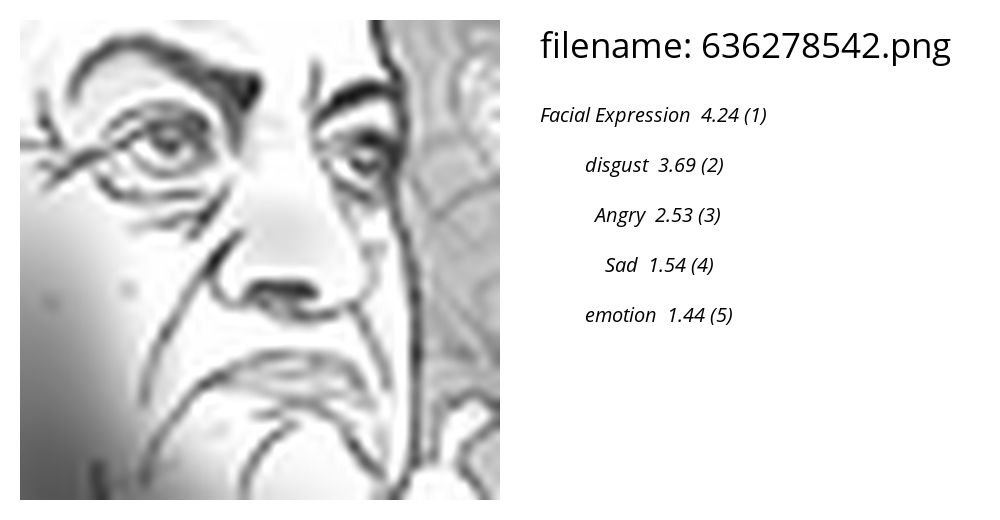 filename: 636278542.png
Facial Expression 4.24 (1)
disgust 3.69 (2)
Angry 2.53 (3)
Sad 1.54 (4)
emotion 1.44 (5)